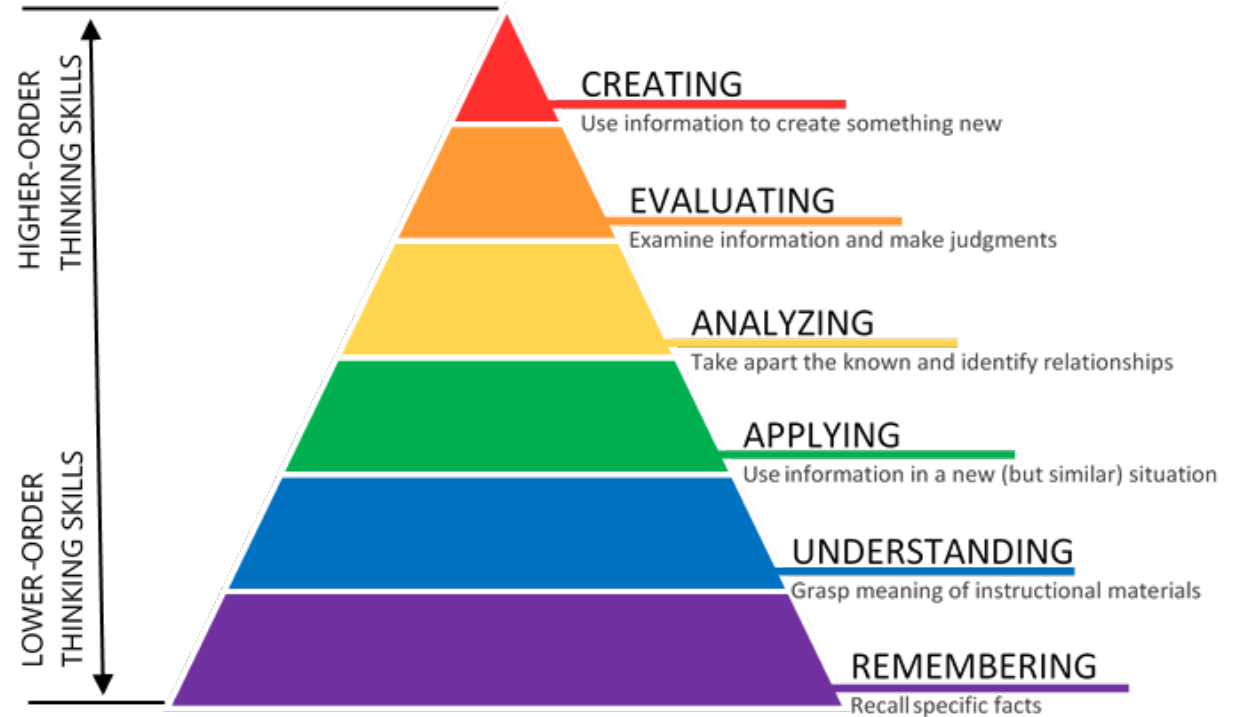 HIGHER-ORDER
THINKING SKILLS
CREATING
Use information to create something new
EVALUATING
Examine information and make judgments
ANALYZING
Take apart the known and identify relationships
APPLYING
Use information in a new (but similar) situation
LOWER-ORDER
THINKING SKILLS
UNDERSTANDING
Grasp meaning of instructional materials
REMEMBERING
Recall specific facts